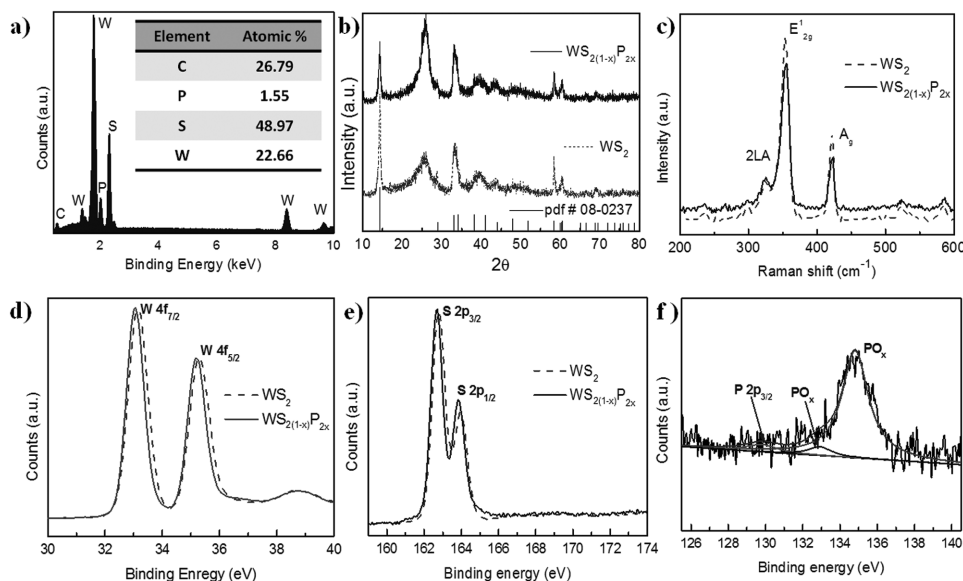 a)
W
Element Atomic %
C 26.79
P 1.55
S 48.97
W 22.66
S
P
W
C
W
W
Counts (a.u.)
2 4 6 8 10
Binding Energy (keV)
b)
WS2(1-x)P2x
WS2
pdf # 08-0237
Intensity (a.u.)
10 20 30 40 50 60 70 80
2θ
c)
E¹2g
WS2
WS2(1-x)P2x
2LA
Ag
Intensity (a.u.)
200 300 400 500 600
Raman shift (cm⁻¹)
d)
W 4f7/2
W 4f5/2
WS2
WS2(1-x)P2x
Counts (a.u.)
30 32 34 36 38 40
Binding Enregy (eV)
e)
S 2p3/2
S 2p1/2
WS2
WS2(1-x)P2x
Counts (a.u.)
160 162 164 166 168 170 172 174
Binding energy (eV)
f)
POx
P 2p3/2
POx
Counts (a.u.)
126 128 130 132 134 136 138 140
Binding energy (eV)